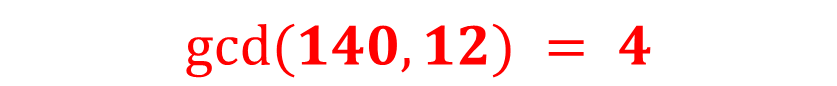 gcd(140, 12) = 4